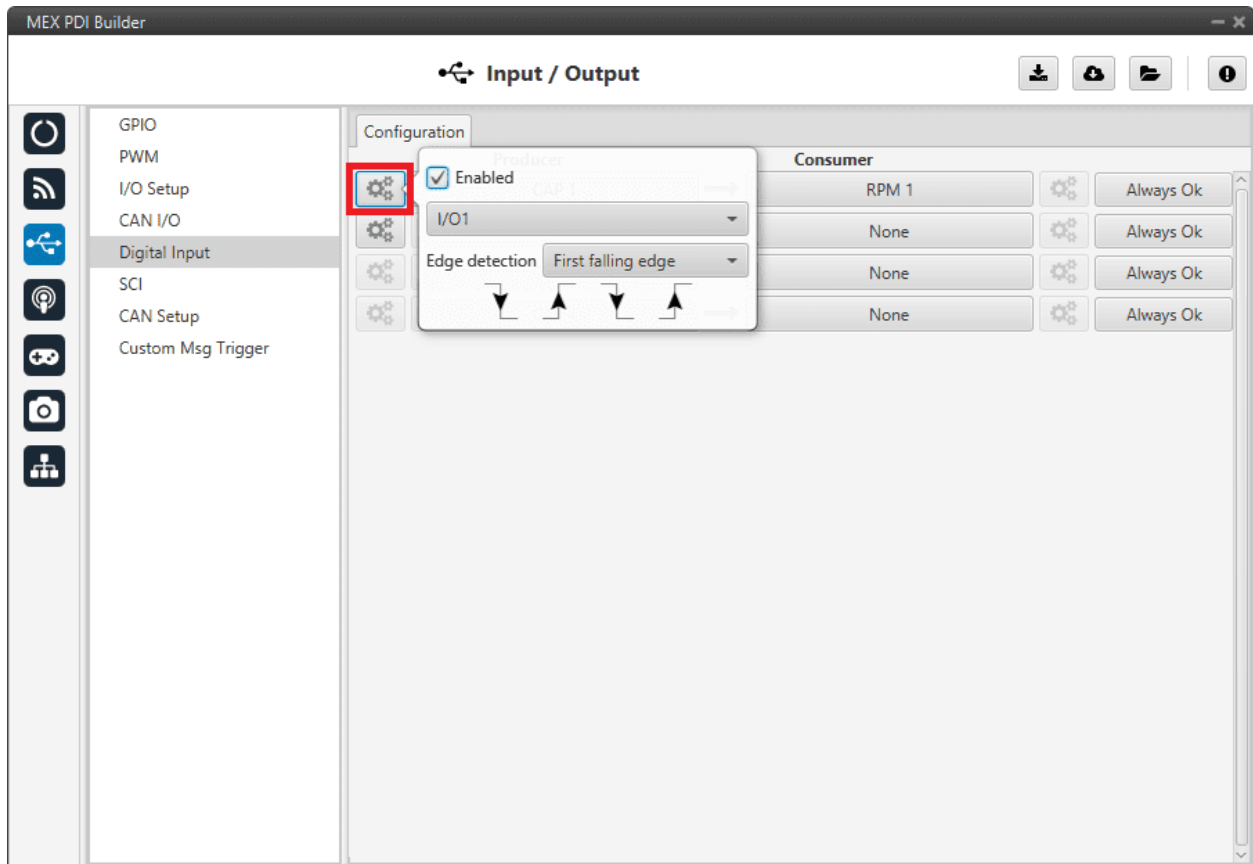 MEX PDI Builder
Input / Output
GPIO
PWM
I/O Setup
CAN I/O
Digital Input
SCI
CAN Setup
Custom Msg Trigger
Configuration
Producer Consumer
Enabled
CAP 1 RPM 1 Always Ok
I/O1
None Always Ok
Edge detection First falling edge
None Always Ok
None Always Ok